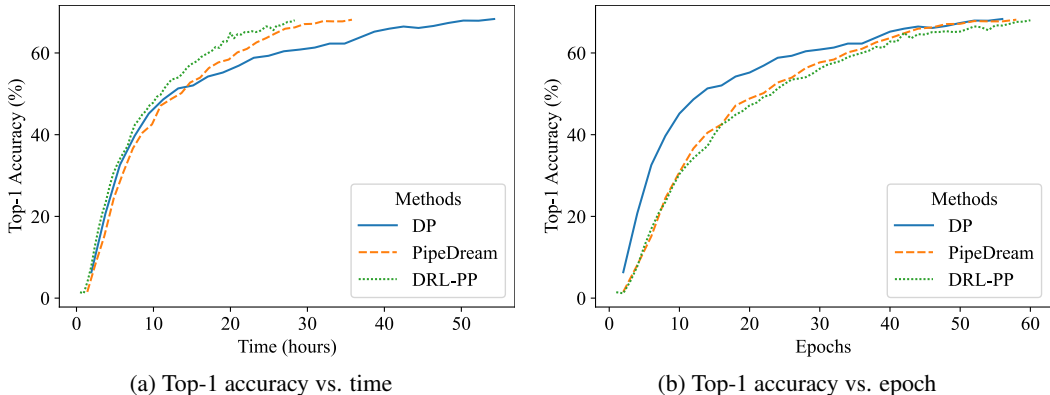 Top-1 Accuracy (%)
60
40
20
0
Methods
DP
PipeDream
DRL-PP
0 10 20 30 40 50
Time (hours)
(a) Top-1 accuracy vs. time
Top-1 Accuracy (%)
60
40
20
0
Methods
DP
PipeDream
DRL-PP
0 10 20 30 40 50 60
Epochs
(b) Top-1 accuracy vs. epoch